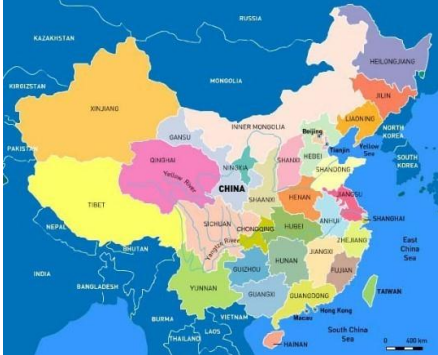 RUSSIA
KAZAKHSTAN
HEILONGJIANG
MONGOLIA
KIRGIZSTAN
JILIN
XINJIANG
LIAONING
INNER MONGOLIA
NORTH
KOREA
GANSU
Beijing
PAKISTAN
Tianjin
Yellow
Sea
HEBEI
QINGHAI
NINGXIA
SHANXI
SOUTH
KOREA
SHANDONG
Yellow River
CHINA
TIBET
SHAANXI
HENAN
JIANGSU
SHANGHAI
NEPAL
SICHUAN
CHONGQING
HUBEI
ANHUI
ZHEJIANG
Yangtze River
BHUTAN
East
China
Sea
INDIA
GUIZHOU
HUNAN
JIANGXI
FUJIAN
BANGLADESH
YUNNAN
GUANGXI
GUANGDONG
TAIWAN
Hong Kong
Macau
BURMA
VIETNAM
South China
Sea
LAOS
THAILAND
HAINAN
0 400 km